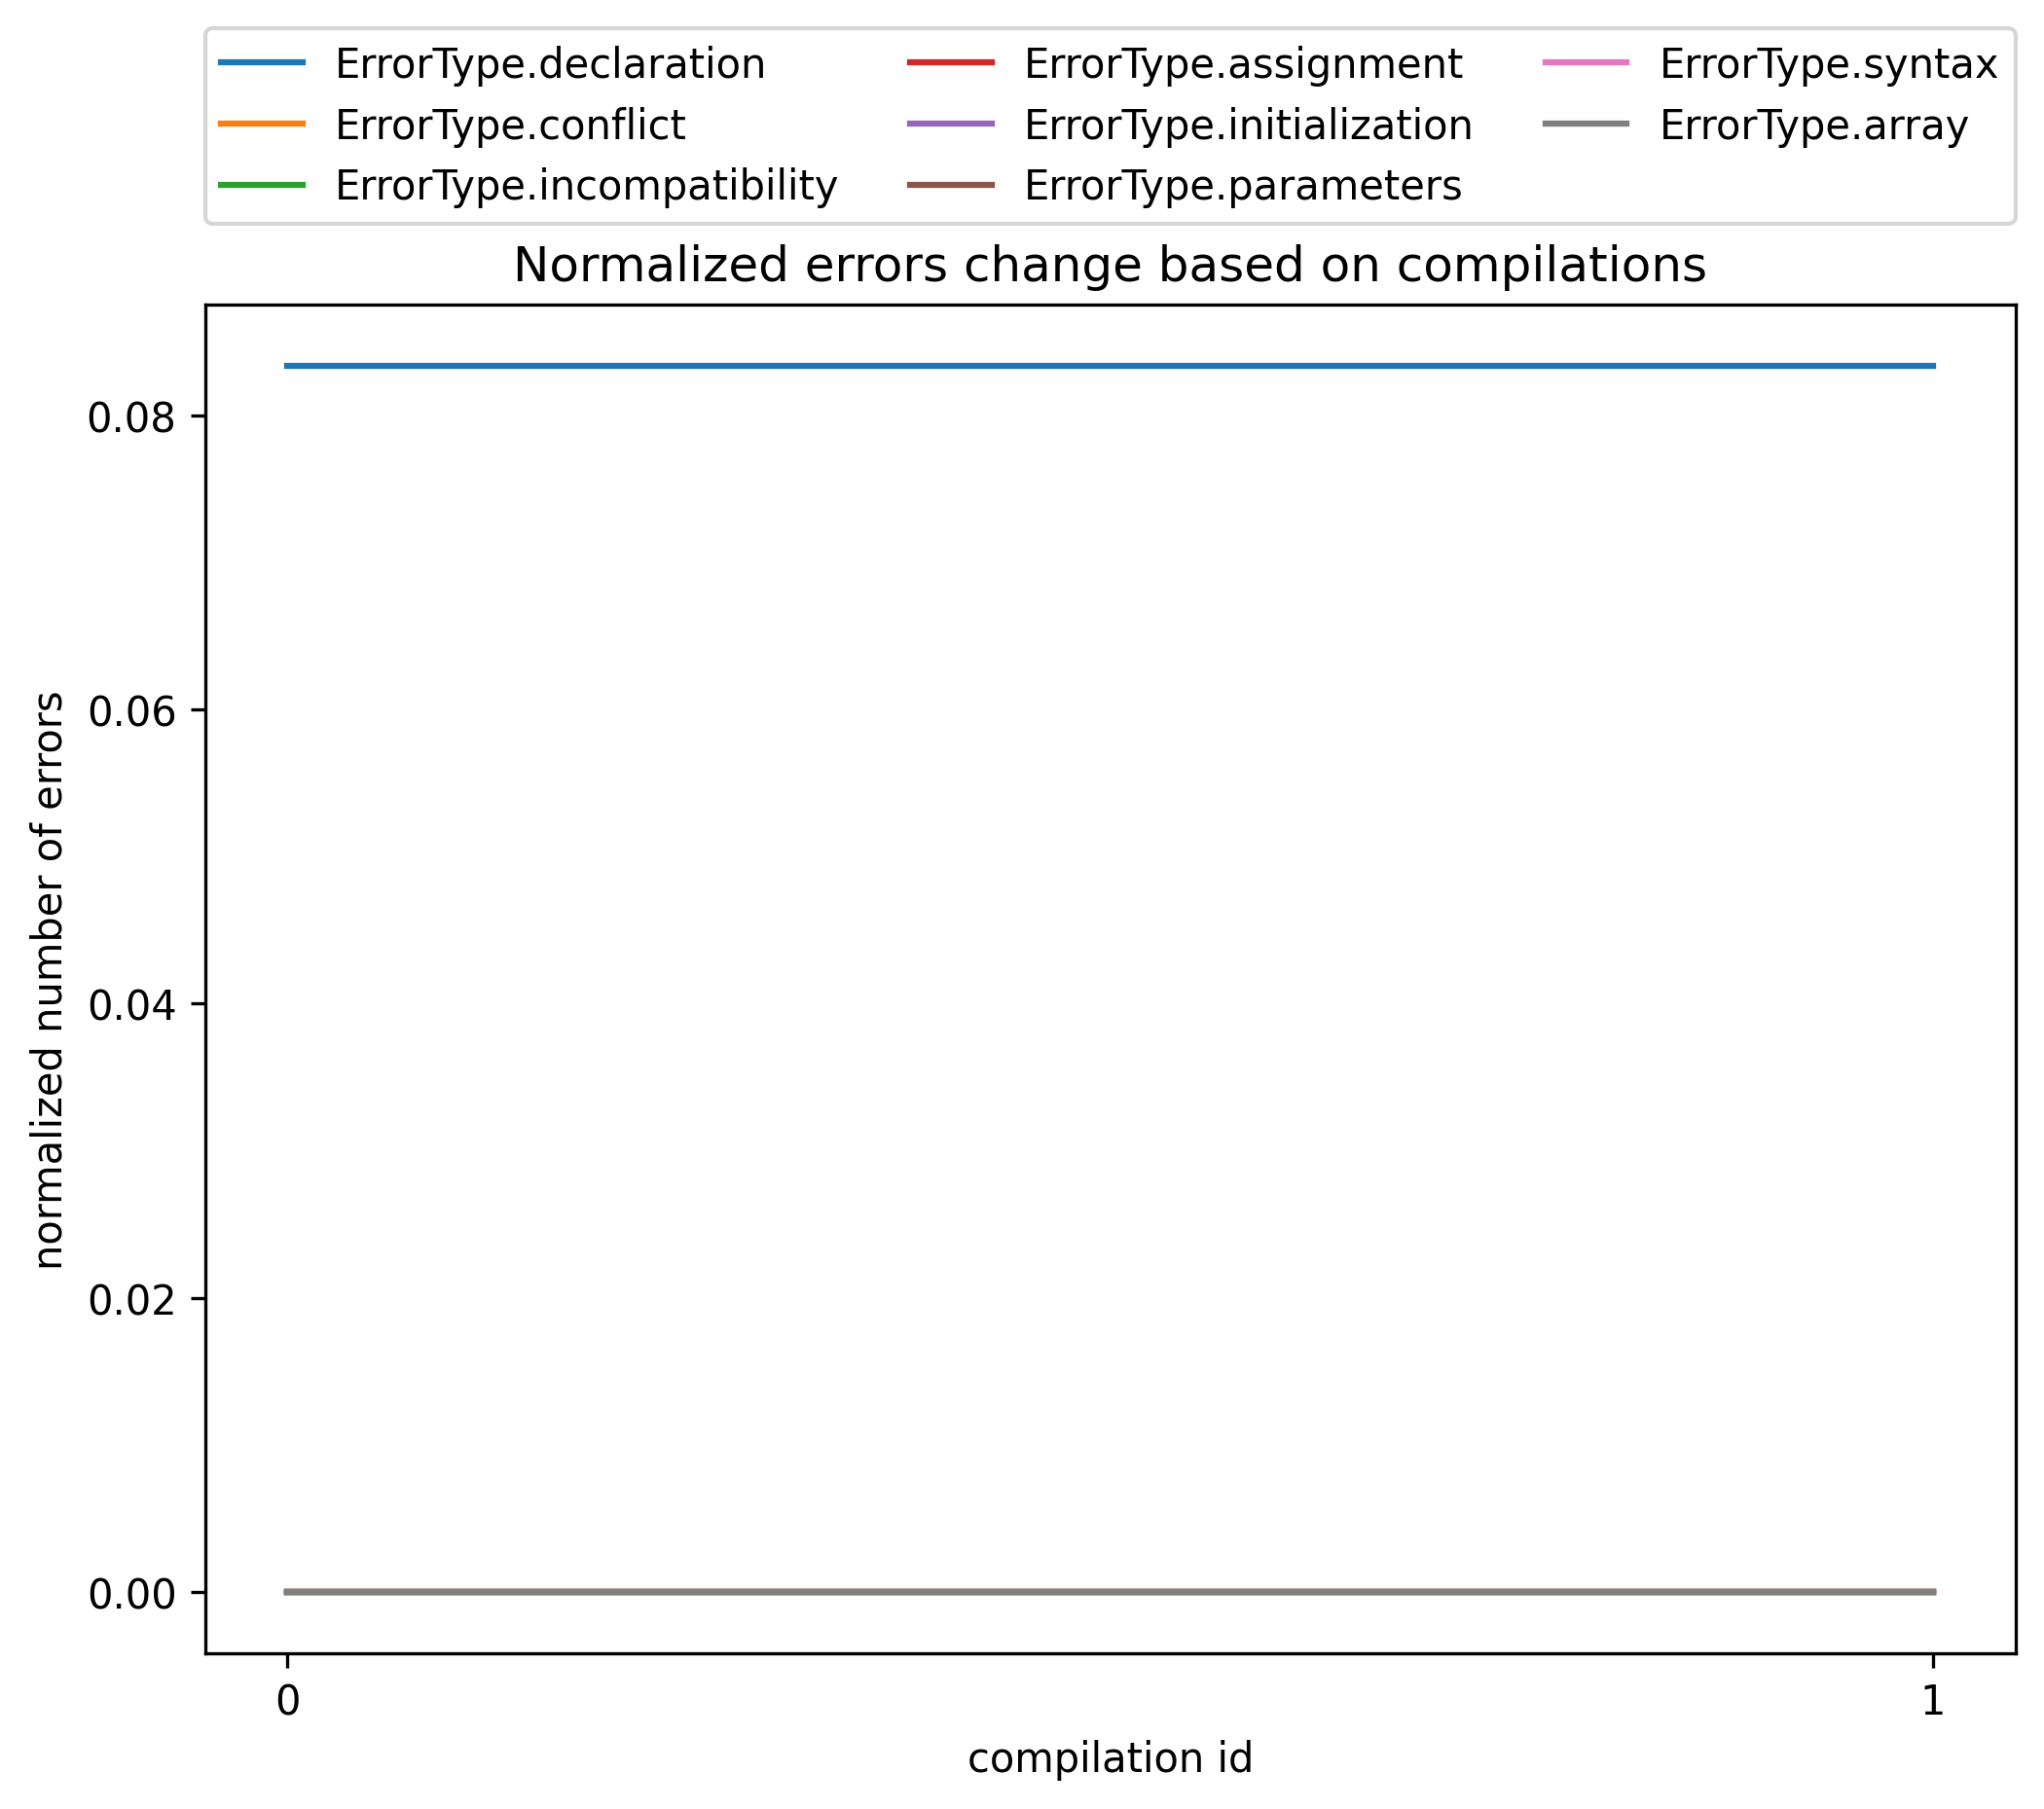 ErrorType.declaration
ErrorType.conflict
ErrorType.incompatibility
ErrorType.assignment
ErrorType.initialization
ErrorType.parameters
ErrorType.syntax
ErrorType.array
Normalized errors change based on compilations
normalized number of errors
0.08
0.06
0.04
0.02
0.00
0 1
compilation id